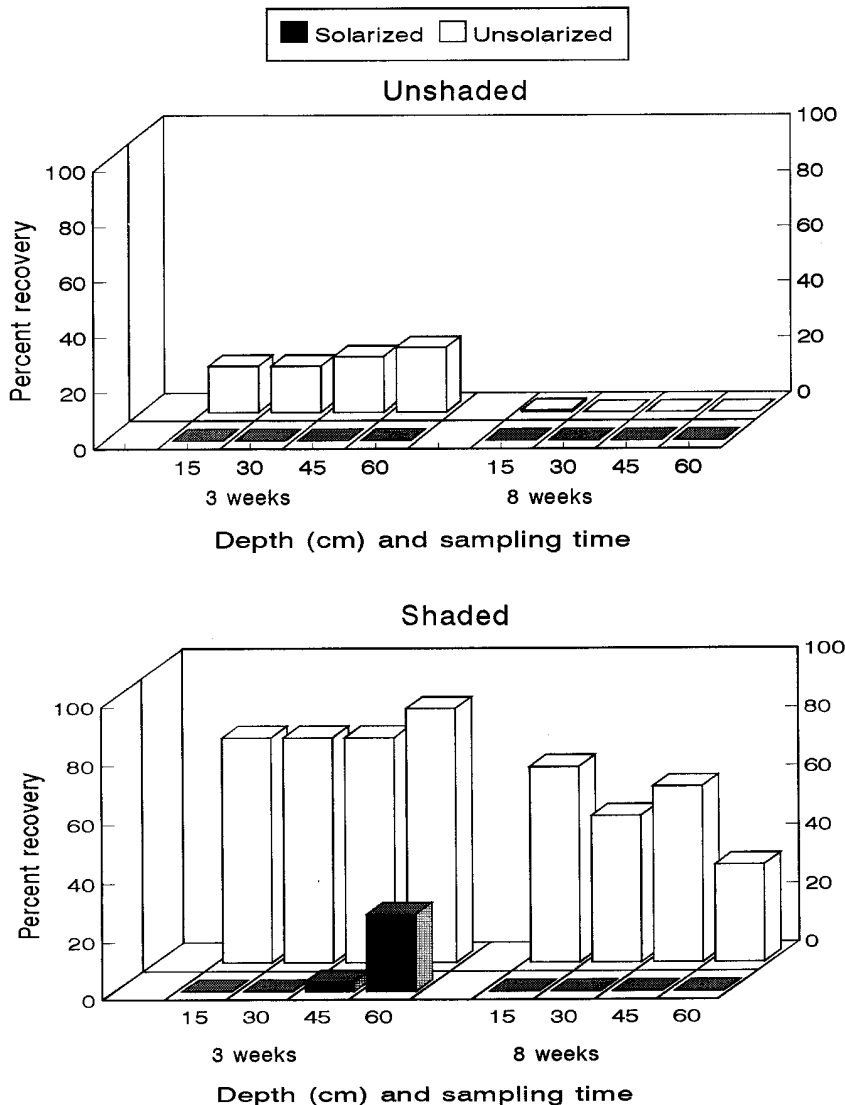 Solarized Unsolarized
Unshaded
100
80
60
40
20
0
Percent recovery
100
80
60
40
20
0
15 30 45 60 15 30 45 60
3 weeks 8 weeks
Depth (cm) and sampling time
Shaded
100
80
60
40
20
0
Percent recovery
100
80
60
40
20
0
15 30 45 60 15 30 45 60
3 weeks 8 weeks
Depth (cm) and sampling time